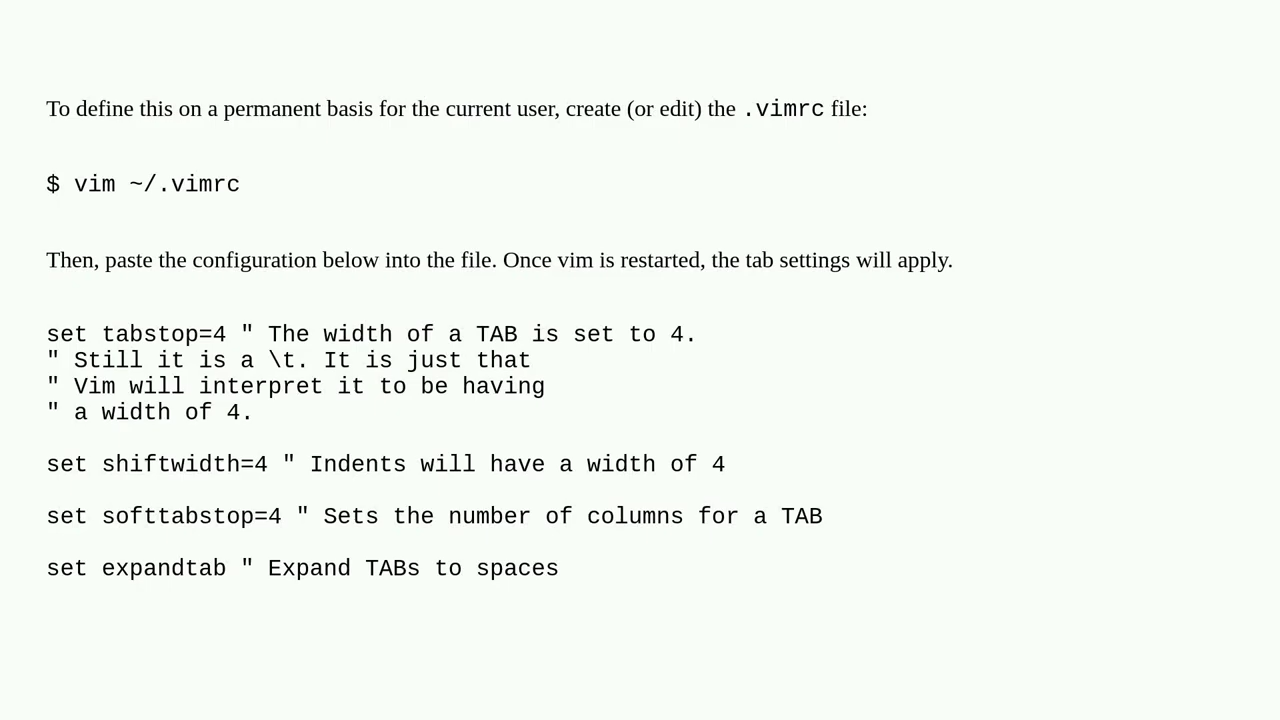 To define this on a permanent basis for the current user, create (or edit) the .vimrc file:
$ vim ~/.vimrc
Then, paste the configuration below into the file. Once vim is restarted, the tab settings will apply.
set tabstop=4 " The width of a TAB is set to 4.
" Still it is a \t. It is just that
" Vim will interpret it to be having
" a width of 4.
set shiftwidth=4 " Indents will have a width of 4
set softtabstop=4 " Sets the number of columns for a TAB
set expandtab " Expand TABs to spaces